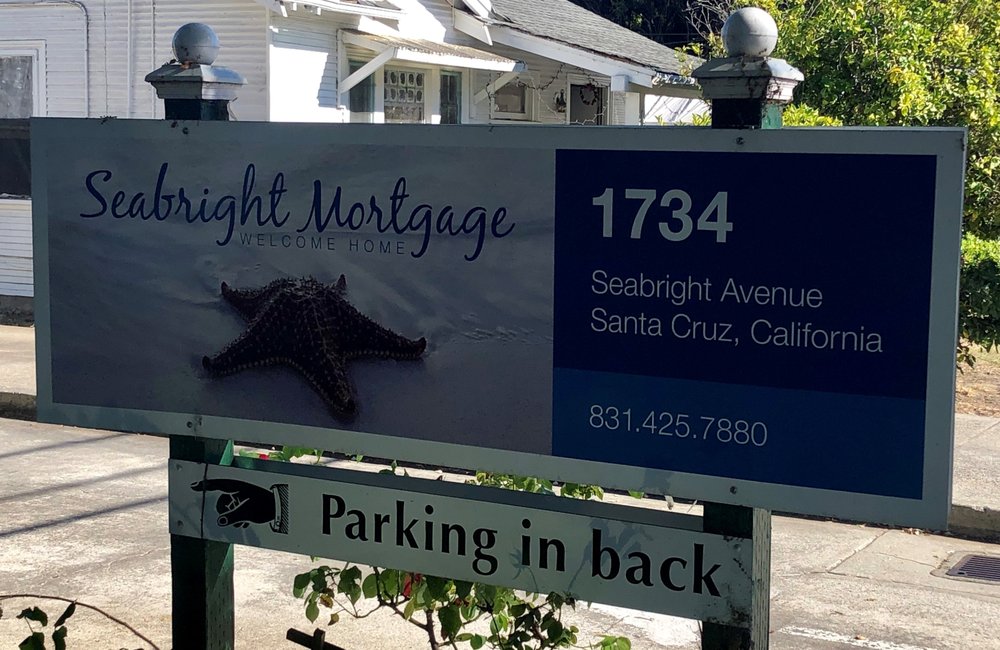 Seabright Mortgage
WELCOME HOME
1734
Seabright Avenue
Santa Cruz, California
831.425.7880
Parking in back